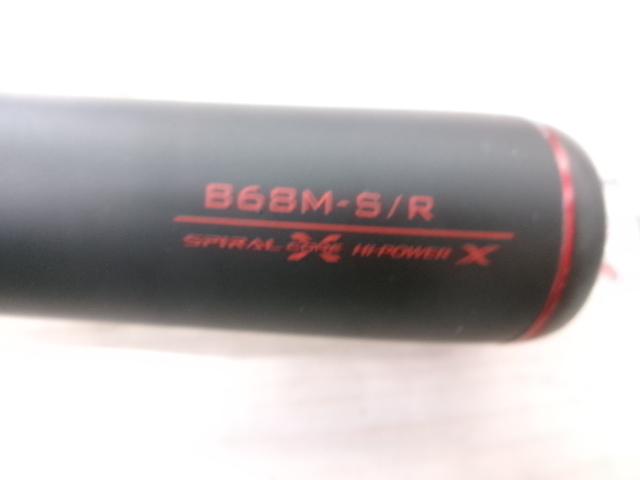 B68M-S/R
SPIRAL X CORE HI-POWER X